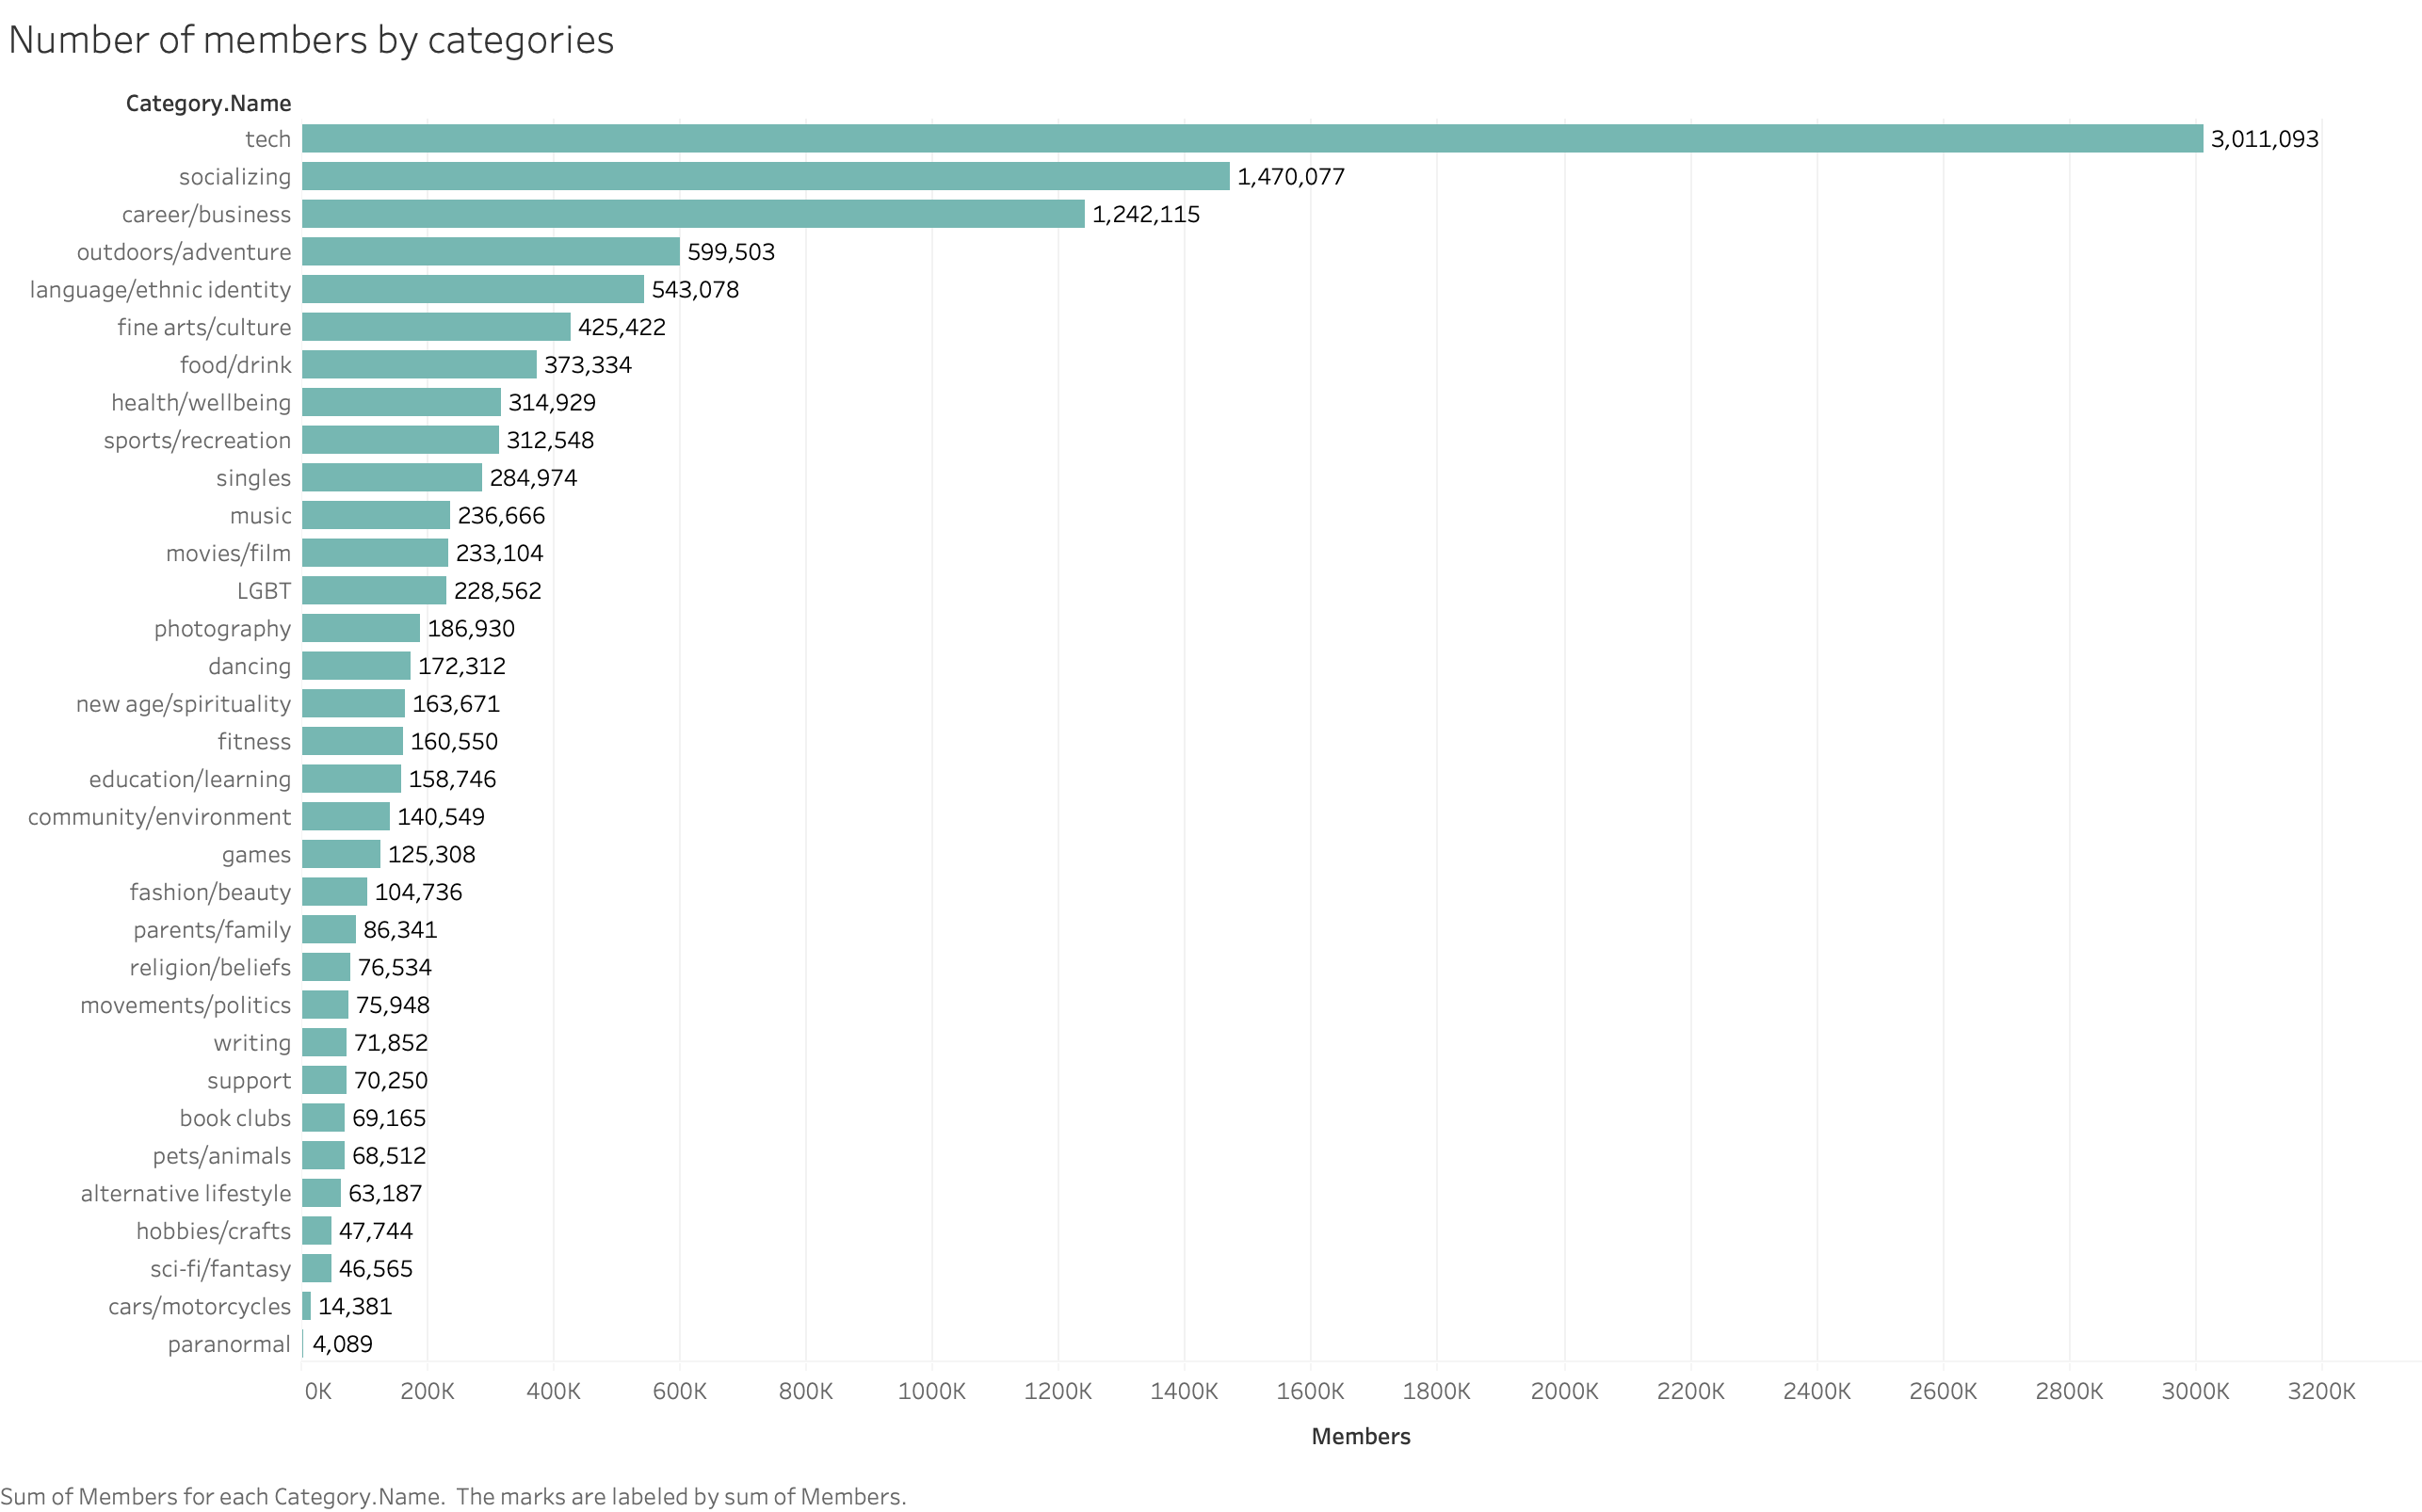 Number of members by categories
Category.Name
tech 3,011,093
socializing 1,470,077
career/business 1,242,115
outdoors/adventure 599,503
language/ethnic identity 543,078
fine arts/culture 425,422
food/drink 373,334
health/wellbeing 314,929
sports/recreation 312,548
singles 284,974
music 236,666
movies/film 233,104
LGBT 228,562
photography 186,930
dancing 172,312
new age/spirituality 163,671
fitness 160,550
education/learning 158,746
community/environment 140,549
games 125,308
fashion/beauty 104,736
parents/family 86,341
religion/beliefs 76,534
movements/politics 75,948
writing 71,852
support 70,250
book clubs 69,165
pets/animals 68,512
alternative lifestyle 63,187
hobbies/crafts 47,744
sci-fi/fantasy 46,565
cars/motorcycles 14,381
paranormal 4,089
0K 200K 400K 600K 800K 1000K 1200K 1400K 1600K 1800K 2000K 2200K 2400K 2600K 2800K 3000K 3200K
Members
Sum of Members for each Category.Name.  The marks are labeled by sum of Members.